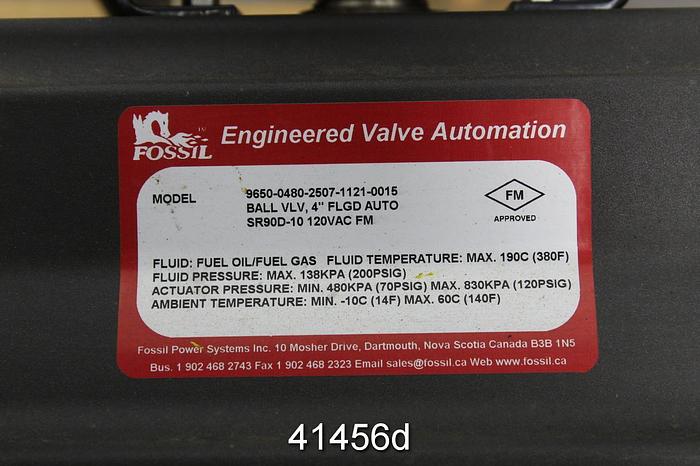 FOSSIL TM Engineered Valve Automation
MODEL 9650-0480-2507-1121-0015
BALL VLV, 4" FLGD AUTO
SR90D-10 120VAC FM
FM
APPROVED
FLUID: FUEL OIL/FUEL GAS FLUID TEMPERATURE: MAX. 190C (380F)
FLUID PRESSURE: MAX. 138KPA (200PSIG)
ACTUATOR PRESSURE: MIN. 480KPA (70PSIG) MAX. 830KPA (120PSIG)
AMBIENT TEMPERATURE: MIN. -10C (14F) MAX. 60C (140F)
Fossil Power Systems Inc. 10 Mosher Drive, Dartmouth, Nova Scotia Canada B3B 1N5
Bus. 1 902 468 2743 Fax 1 902 468 2323 Email sales@fossil.ca Web www.fossil.ca
41456d